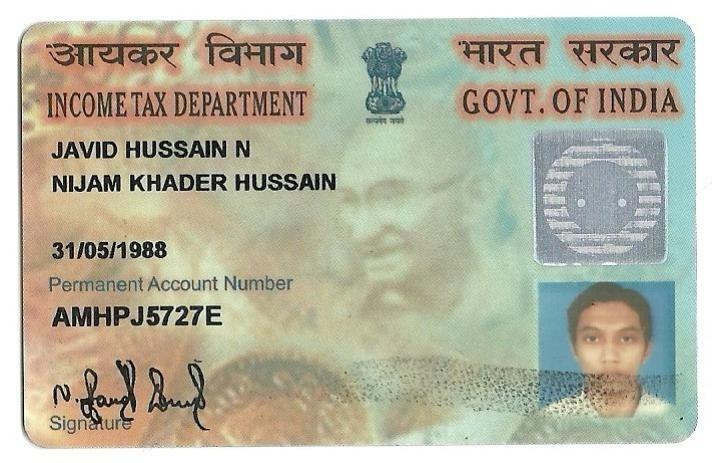 आयकर विभाग
भारत सरकार
INCOME TAX DEPARTMENT
GOVT. OF INDIA
सत्यमेव जयते
JAVID HUSSAIN N
NIJAM KHADER HUSSAIN
31/05/1988
Permanent Account Number
AMHPJ5727E
Signature